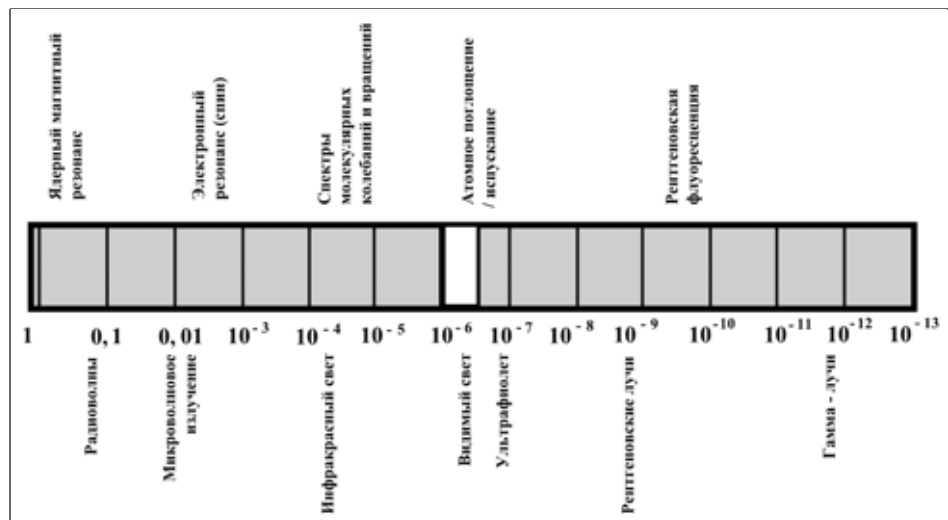 Ядерный магнитный
резонанс
Электронный
резонанс (спин)
Спектры
молекулярных
колебаний и вращений
Атомное поглощение
/ испускание
Рентгеновская
флуоресценция
1 0,1 0,01 10⁻³ 10⁻⁴ 10⁻⁵ 10⁻⁶ 10⁻⁷ 10⁻⁸ 10⁻⁹ 10⁻¹⁰ 10⁻¹¹ 10⁻¹² 10⁻¹³
Радиоволны
Микроволновое
излучение
Инфракрасный свет
Видимый свет
Ультрафиолет
Рентгеновские лучи
Гамма - лучи